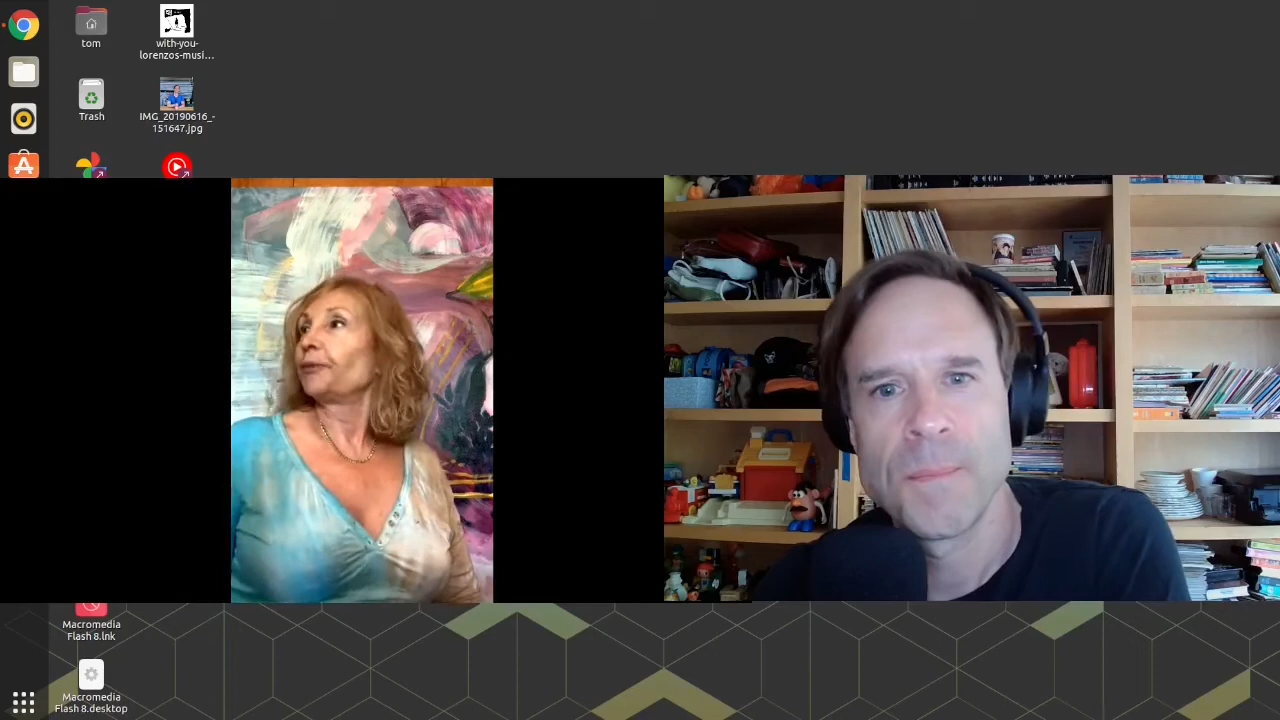 tom
with-you-
lorenzos-musi...
Trash
IMG_20190616_-
151647.jpg
Macromedia
Flash 8.lnk
Macromedia
Flash 8.desktop